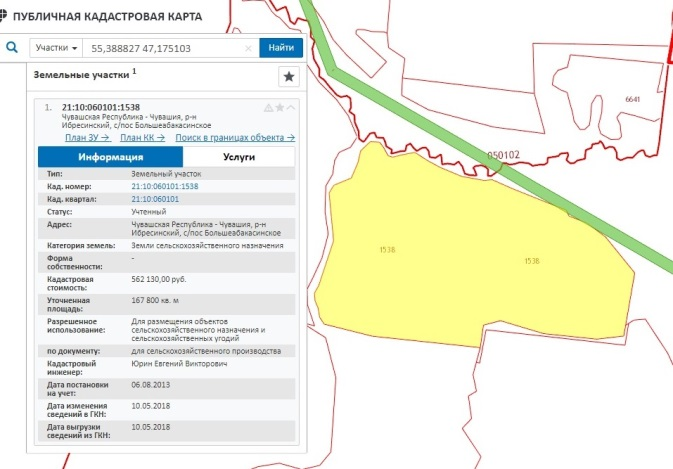 ПУБЛИЧНАЯ КАДАСТРОВАЯ КАРТА
Участки 55,388827 47,175103 Найти
Земельные участки 1
1. 21:10:060101:1538
Чувашская Республика - Чувашия, р-н
Ибресинский, с/пос Большеабакасинское
План ЗУ → План КК → Поиск в границах объекта →
Информация Услуги
Тип: Земельный участок
Кад. номер: 21:10:060101:1538
Кад. квартал: 21:10:060101
Статус: Учтенный
Адрес: Чувашская Республика - Чувашия, р-н
Ибресинский, с/пос Большеабакасинское
Категория земель: Земли сельскохозяйственного назначения
Форма
собственности: -
Кадастровая
стоимость: 562 130,00 руб.
Уточненная
площадь: 167 800 кв. м
Разрешенное
использование: Для размещения объектов
сельскохозяйственного назначения и
сельскохозяйственных угодий
по документу: для сельскохозяйственного производства
Кадастровый
инженер: Юрин Евгений Викторович
Дата постановки
на учет: 06.08.2013
Дата изменения
сведений в ГКН: 10.05.2018
Дата выгрузки
сведений из ГКН: 10.05.2018
6641
050102
1538
1538